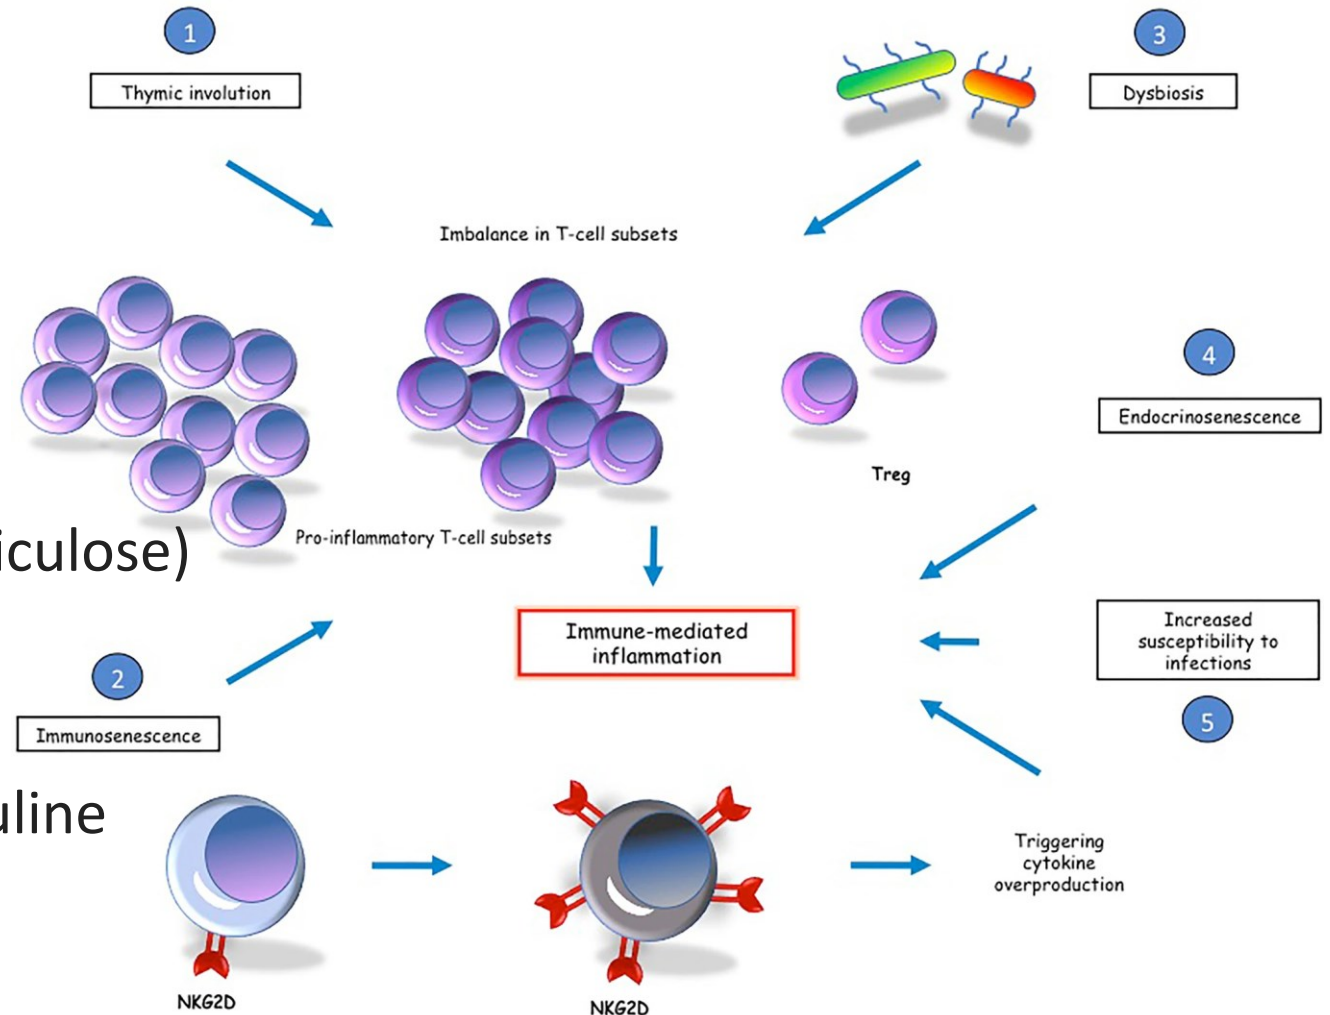 1
Thymic involution
3
Dysbiosis
Imbalance in T-cell subsets
4
Endocrinosenescence
Treg
Pro-inflammatory T-cell subsets
iculose)
Immune-mediated
inflammation
Increased
susceptibility to
infections
5
2
Immunosenescence
uline
Triggering
cytokine
overproduction
NKG2D
NKG2D